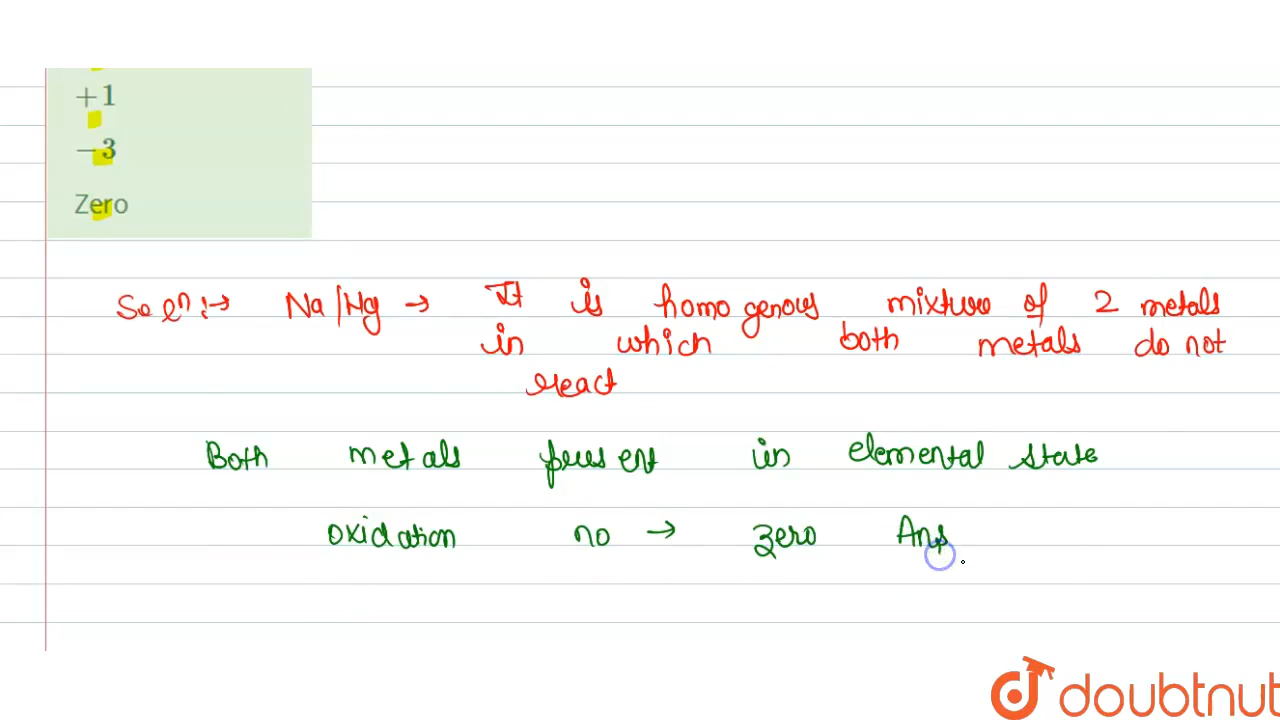 +1
−3
Zero
Soln :→ Na/Hg → It is homogenous mixture of 2 metals
in which both metals do not
react
Both metals present in elemental state
oxidation no → zero Ans
doubtnut